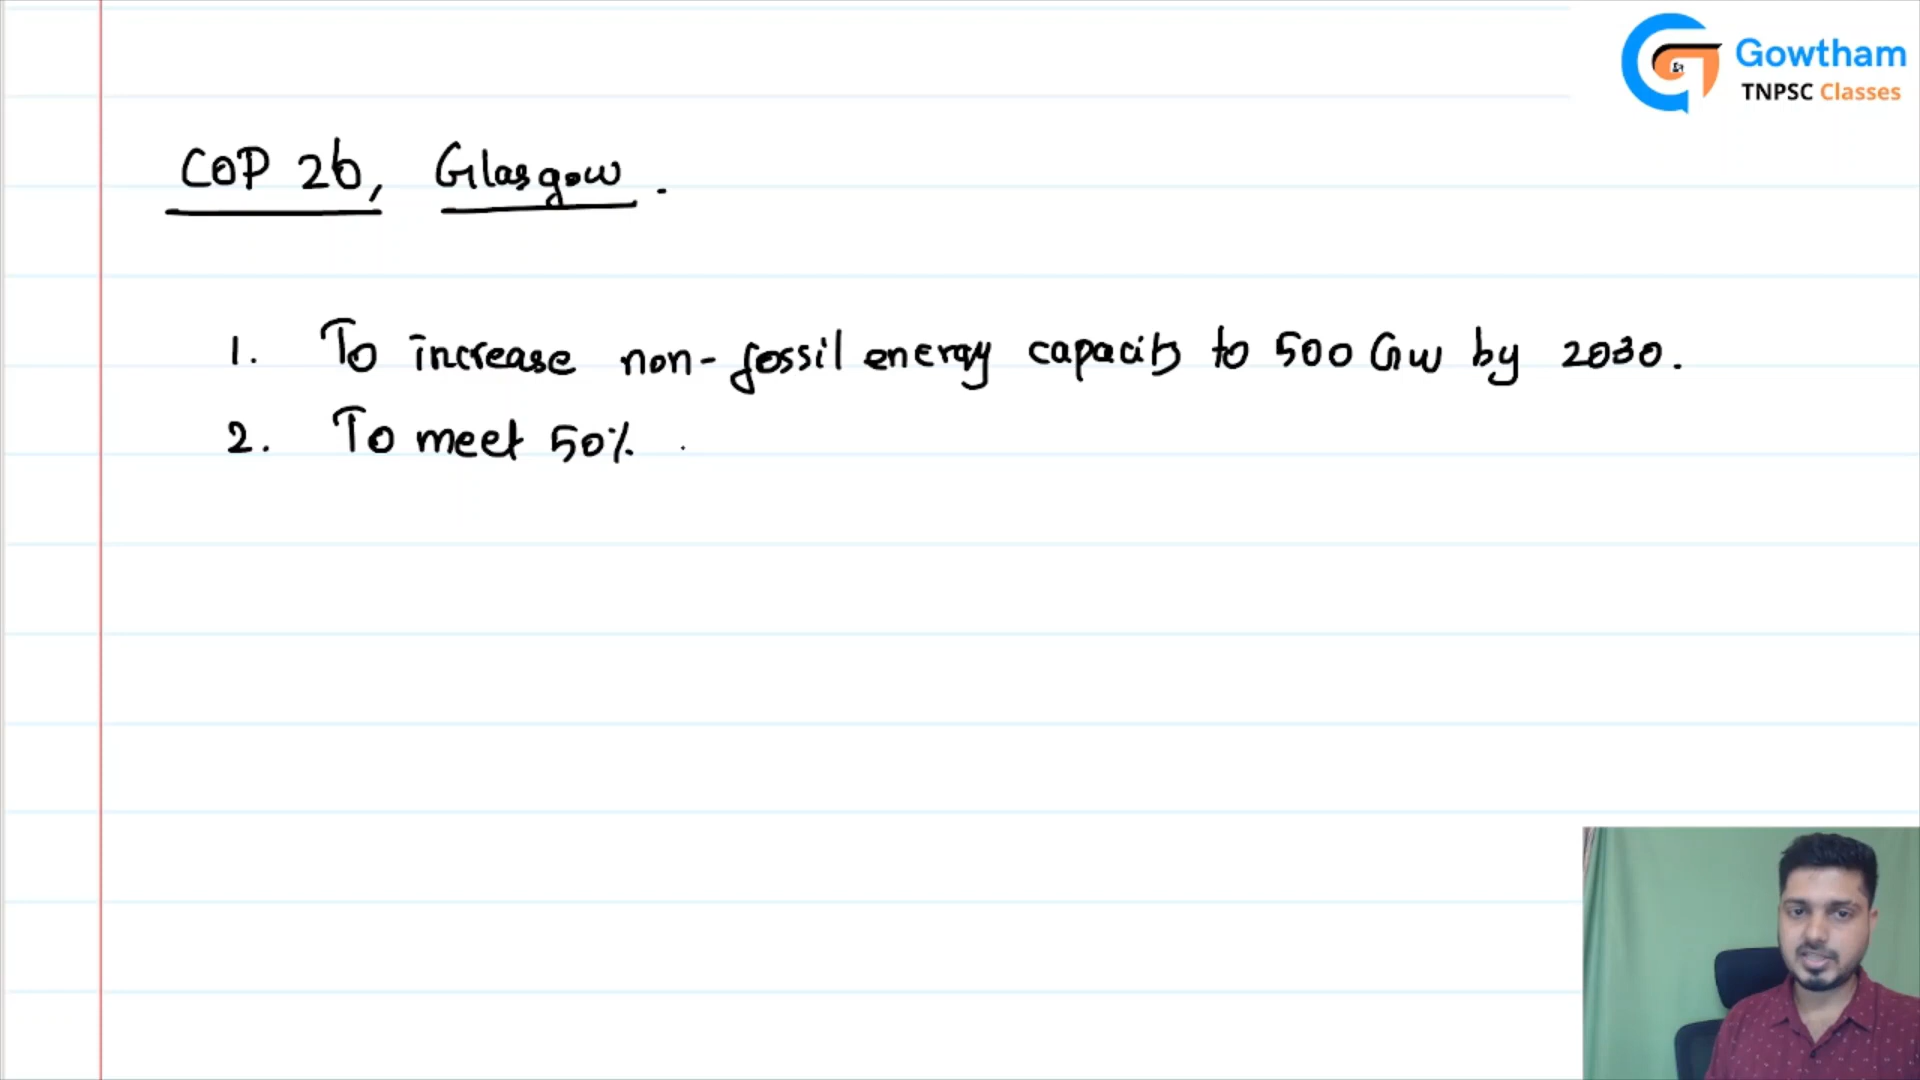 Gowtham
TNPSC Classes
COP 26, Glasgow.
1. To increase non-fossil energy capacity to 500 GW by 2030.
2. To meet 50%